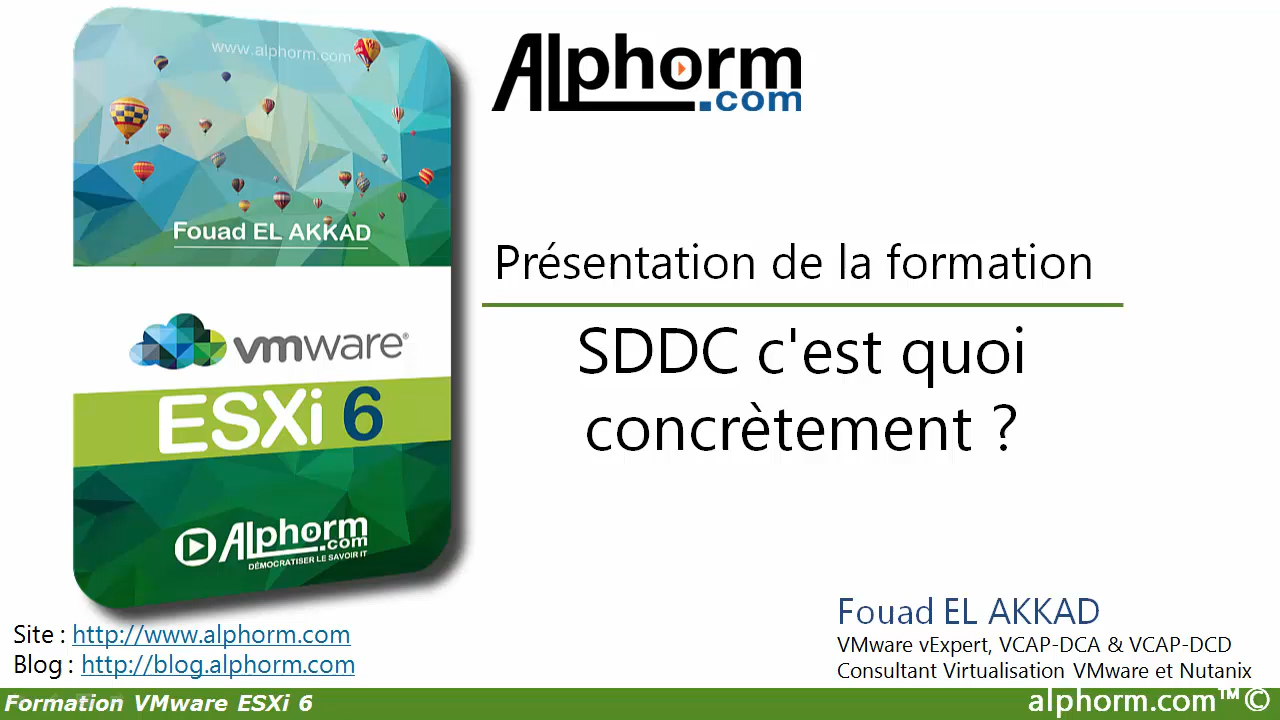 www.alphorm.com
Fouad EL AKKAD
vmware®
ESXi 6
Alphorm
.com
DÉMOCRATISER LE SAVOIR IT
Alphorm
.com
Présentation de la formation
SDDC c'est quoi
concrètement ?
Site : http://www.alphorm.com
Blog : http://blog.alphorm.com
Fouad EL AKKAD
VMware vExpert, VCAP-DCA & VCAP-DCD
Consultant Virtualisation VMware et Nutanix
Formation VMware ESXi 6
alphorm.com™©